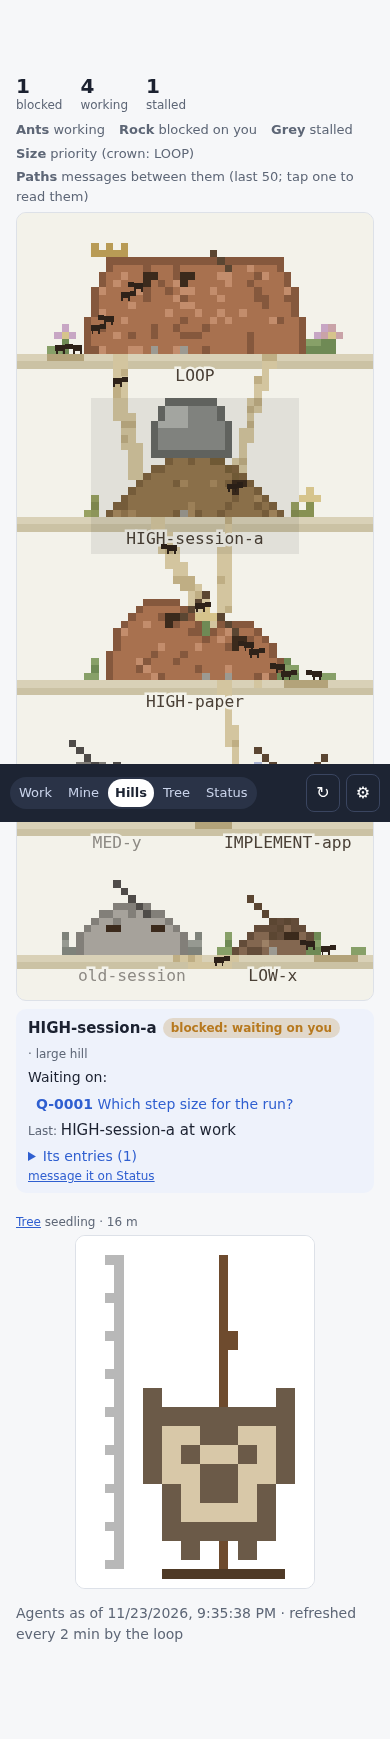 1 4 1
blocked working stalled
Ants working Rock blocked on you Grey stalled
Size priority (crown: LOOP)
Paths messages between them (last 50; tap one to
read them)
LOOP
HIGH-session-a
HIGH-paper
Work Mine Hills Tree Status
MED-y IMPLEMENT-app
old-session LOW-x
HIGH-session-a blocked: waiting on you
· large hill
Waiting on:
Q-0001 Which step size for the run?
Last: HIGH-session-a at work
Its entries (1)
message it on Status
Tree seedling · 16 m
Agents as of 11/23/2026, 9:35:38 PM · refreshed
every 2 min by the loop